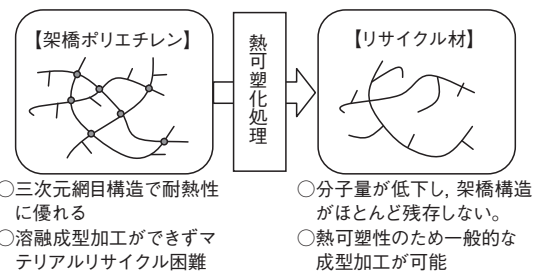 【架橋ポリエチレン】
熱可塑化処理
【リサイクル材】
○三次元網目構造で耐熱性
に優れる
○溶融成型加工ができずマ
テリアルリサイクル困難
○分子量が低下し, 架橋構造
がほとんど残存しない。
○熱可塑性のため一般的な
成型加工が可能